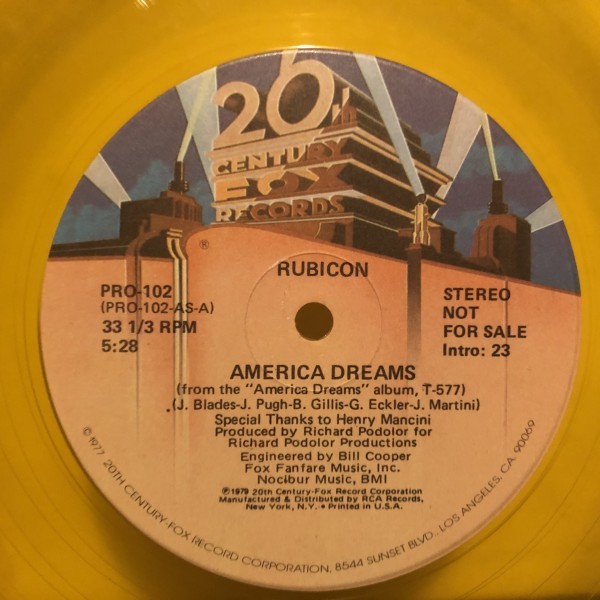 20th
CENTURY
FOX
RECORDS
®
RUBICON
PRO-102
(PRO-102-AS-A)
33 1/3 RPM
5:28
STEREO
NOT
FOR SALE
Intro: 23
AMERICA DREAMS
(from the "America Dreams" album, T-577)
(J. Blades-J. Pugh-B. Gillis-G. Eckler-J. Martini)
Special Thanks to Henry Mancini
Produced by Richard Podolor for
Richard Podolor Productions
Engineered by Bill Cooper
Fox Fanfare Music, Inc.
Nocibur Music, BMI
℗1979 20th Century-Fox Record Corporation
Manufactured & Distributed by RCA Records,
New York, N.Y. • Printed in U.S.A.
© 1977, 20TH CENTURY-FOX RECORD CORPORATION, 8544 SUNSET BLVD., LOS ANGELES, CA. 90069